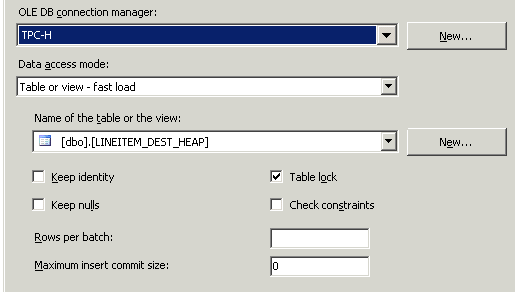 OLE DB connection manager:
TPC-H
New...
Data access mode:
Table or view - fast load
Name of the table or the view:
[dbo].[LINEITEM_DEST_HEAP]
New...
Keep identity
Table lock
Keep nulls
Check constraints
Rows per batch:
Maximum insert commit size:
0